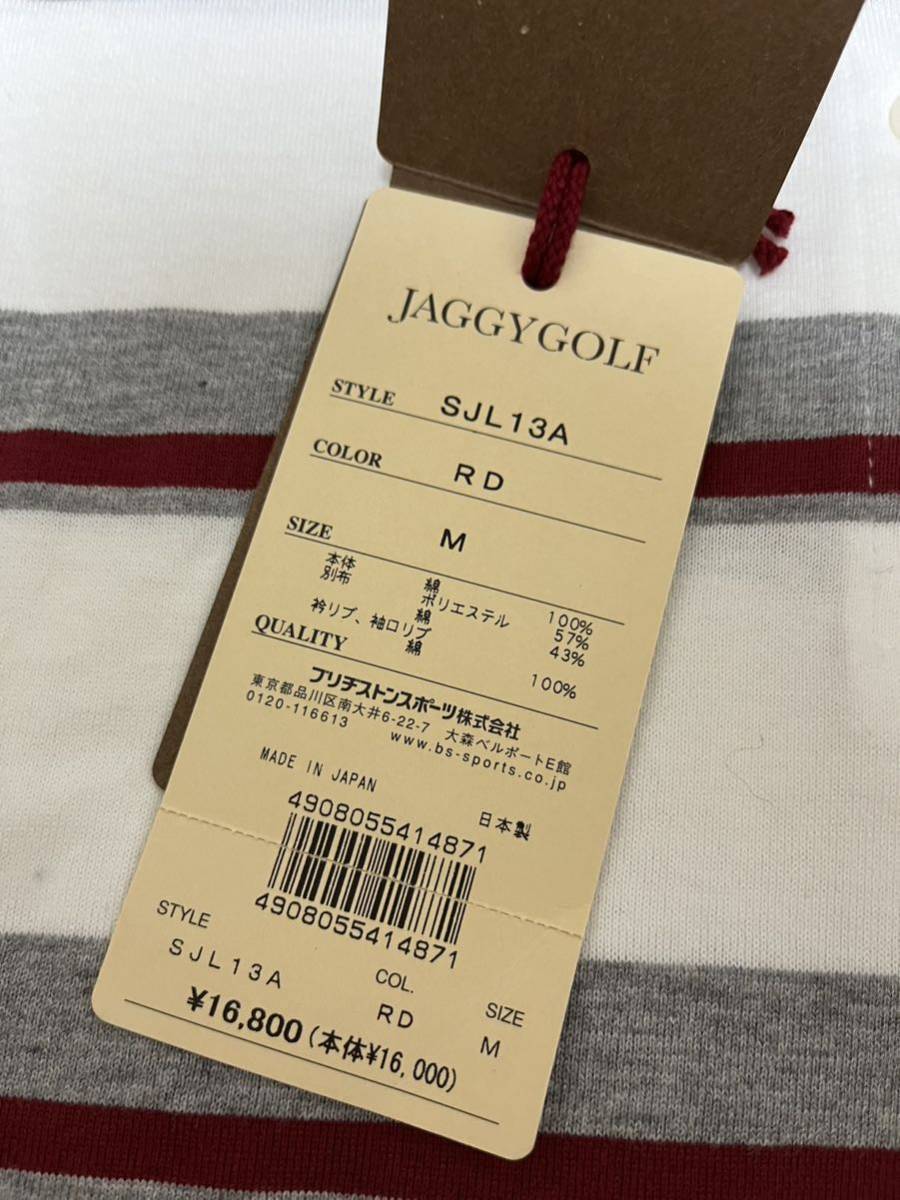 JAGGYGOLF
STYLE SJL13A
COLOR RD
SIZE M
本体 綿 100%
別布 ポリエステル 57%
綿 43%
衿リブ、袖口リブ
綿 100%
QUALITY
ブリヂストンスポーツ株式会社
東京都品川区南大井6-22-7 大森ベルポートE館
0120-116613 www.bs-sports.co.jp
MADE IN JAPAN 日本製
4908055414871
4908055414871
STYLE COL. SIZE
SJL13A RD M
¥16,800(本体¥16,000)